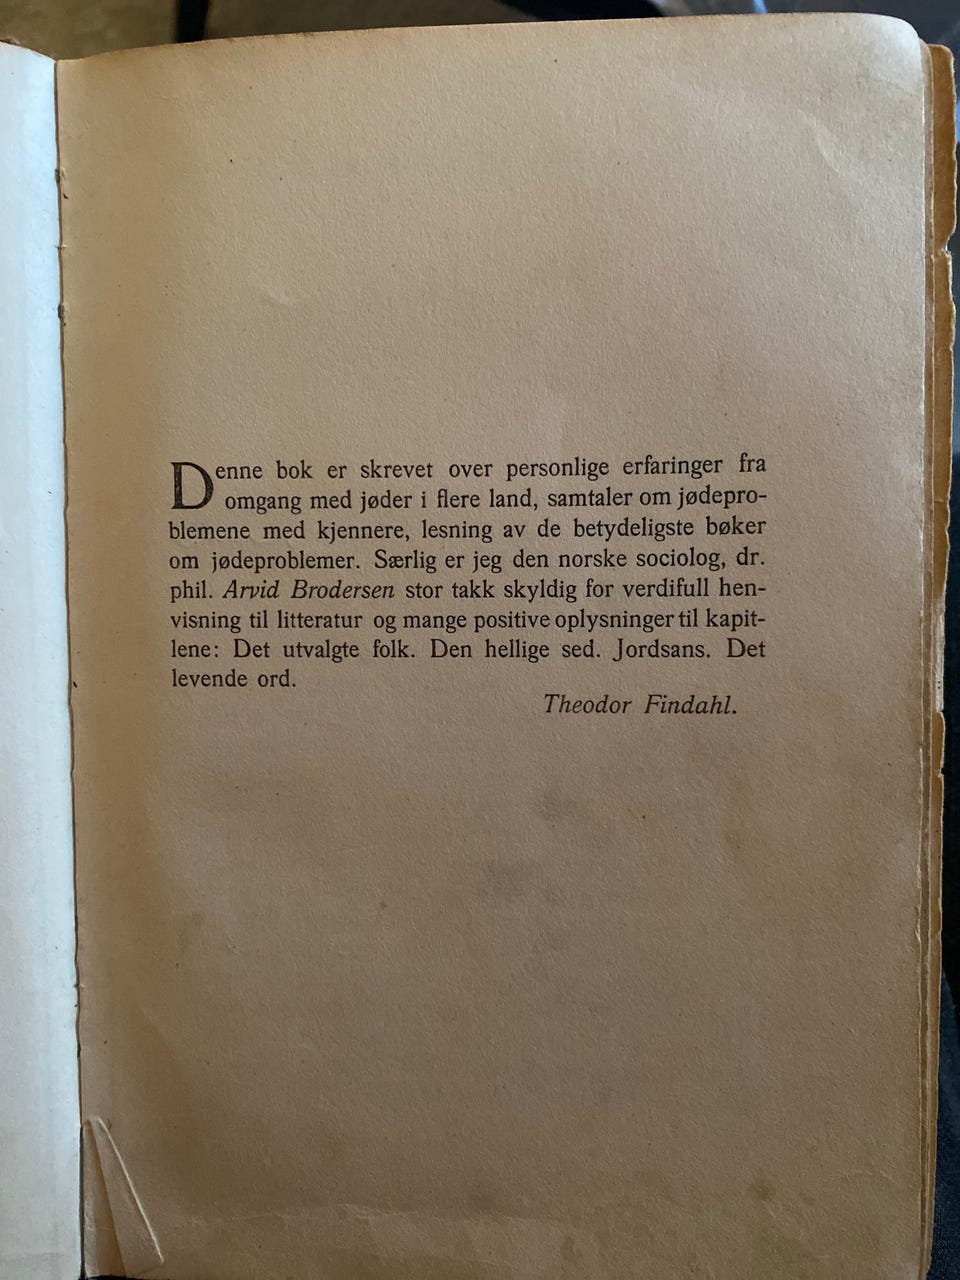 Denne bok er skrevet over personlige erfaringer fra
omgang med jøder i flere land, samtaler om jødepro-
blemene med kjennere, lesning av de betydeligste bøker
om jødeproblemer. Særlig er jeg den norske sociolog, dr.
phil. Arvid Brodersen stor takk skyldig for verdifull hen-
visning til litteratur og mange positive oplysninger til kapit-
lene: Det utvalgte folk. Den hellige sed. Jordsans. Det
levende ord.
Theodor Findahl.